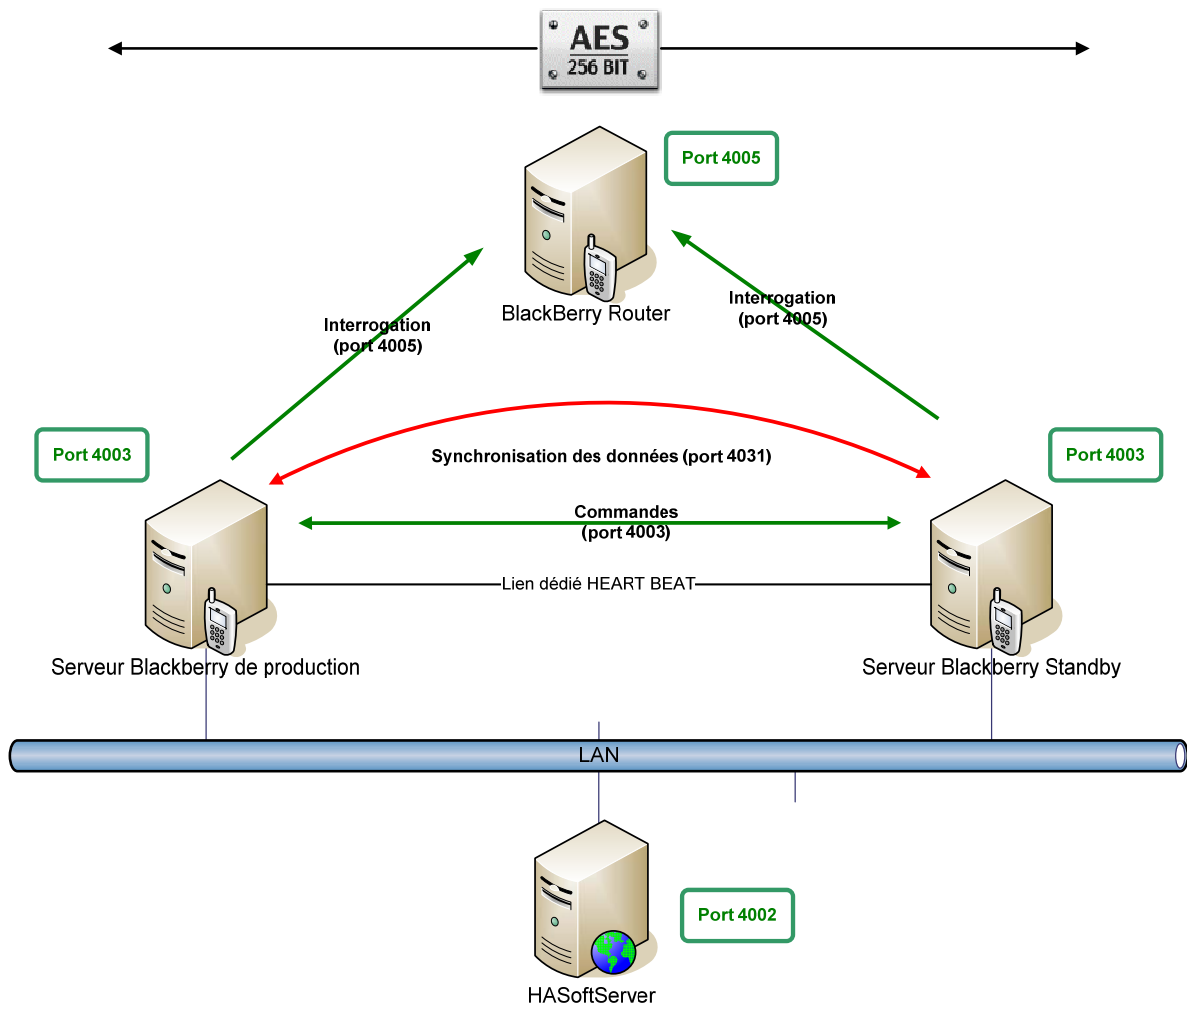 AES
256 BIT
Port 4005
BlackBerry Router
Interrogation
(port 4005)
Interrogation
(port 4005)
Port 4003
Synchronisation des données (port 4031)
Port 4003
Commandes
(port 4003)
Lien dédié HEART BEAT
Serveur Blackberry de production
Serveur Blackberry Standby
LAN
Port 4002
HASoftServer